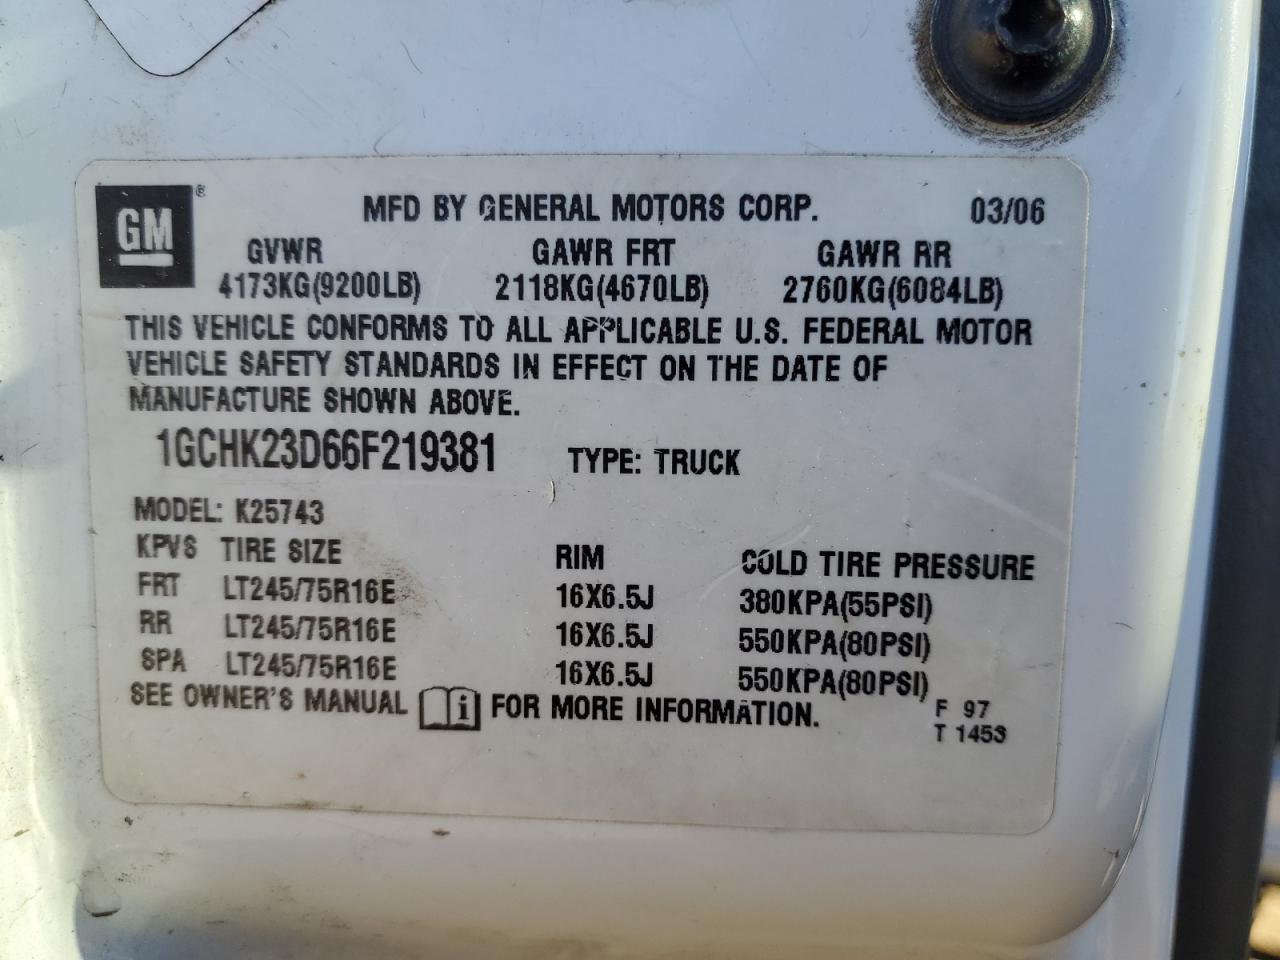 GM ®
MFD BY GENERAL MOTORS CORP. 03/06
GVWR GAWR FRT GAWR RR
4173KG(9200LB) 2118KG(4670LB) 2760KG(6084LB)
THIS VEHICLE CONFORMS TO ALL APPLICABLE U.S. FEDERAL MOTOR
VEHICLE SAFETY STANDARDS IN EFFECT ON THE DATE OF
MANUFACTURE SHOWN ABOVE.
1GCHK23D66F219381 TYPE: TRUCK
MODEL: K25743
KPVS TIRE SIZE RIM COLD TIRE PRESSURE
FRT LT245/75R16E 16X6.5J 380KPA(55PSI)
RR LT245/75R16E 16X6.5J 550KPA(80PSI)
SPA LT245/75R16E 16X6.5J 550KPA(80PSI)
SEE OWNER'S MANUAL i FOR MORE INFORMATION.
F 97
T 1453